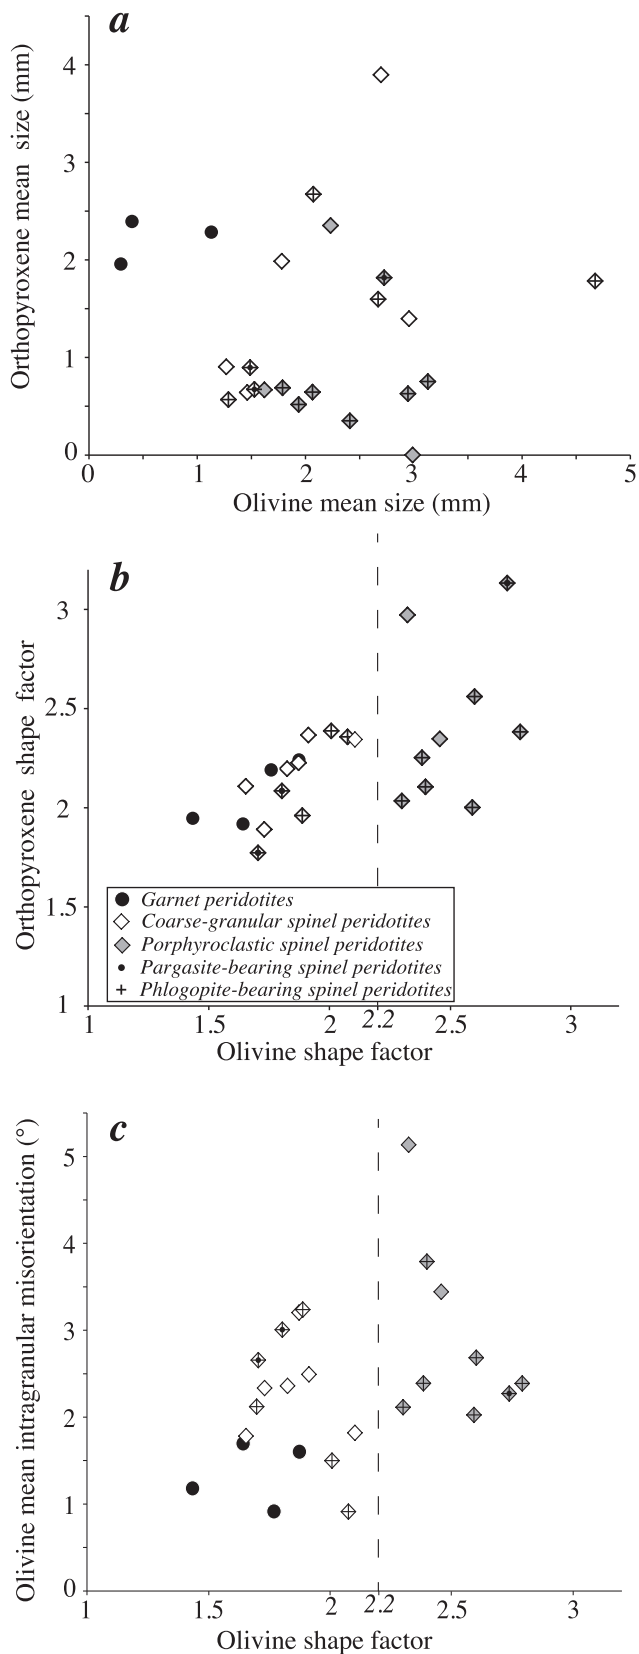 a
Orthopyroxene mean size (mm)
4
3
2
1
0
0 1 2 3 4 5
Olivine mean size (mm)
b
Orthopyroxene shape factor
3
2.5
2
1.5
1
Garnet peridotites
Coarse-granular spinel peridotites
Porphyroclastic spinel peridotites
Pargasite-bearing spinel peridotites
Phlogopite-bearing spinel peridotites
1 1.5 2 2.2 2.5 3
Olivine shape factor
c
Olivine mean intragranular misorientation (°)
5
4
3
2
1
0
1 1.5 2 2.2 2.5 3
Olivine shape factor